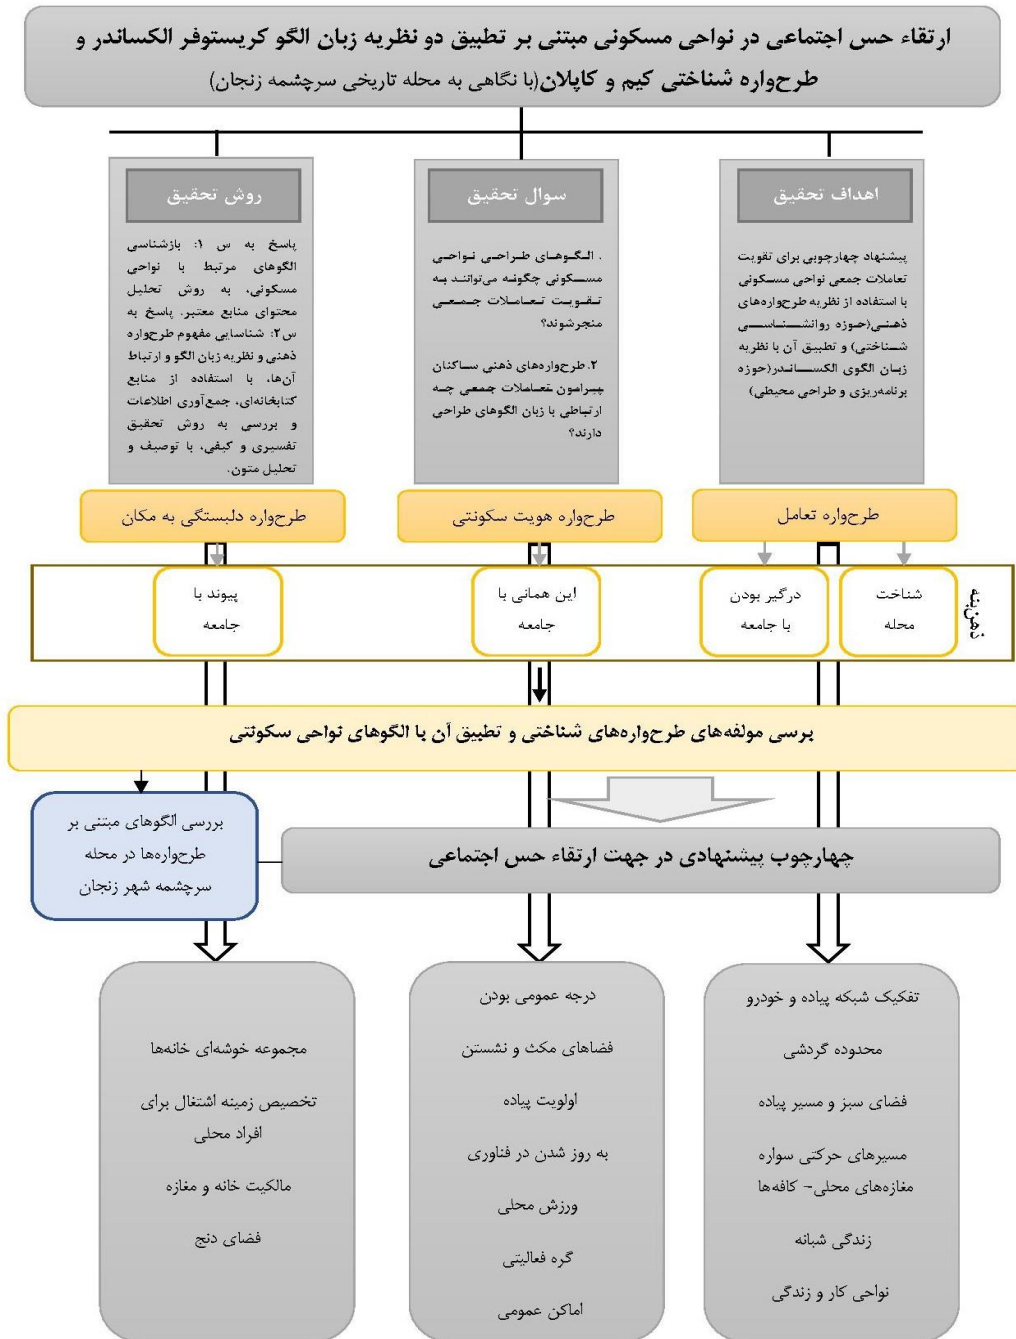 ارتقاء حس اجتماعی در نواحی مسکونی مبتنی بر تطبیق دو نظریه زبان الگو کریستوفر الکساندر و
طرح‌واره شناختی کیم و کاپلان(با نگاهی به محله تاریخی سرچشمه زنجان)
اهداف تحقیق
پیشنهاد چهارچوبی برای تقویت
تعاملات جمعی نواحی مسکونی
با استفاده از نظریه طرح‌واره‌های
ذهنی(حوزه روانشناسی
شناختی) و تطبیق آن با نظریه
زبان الگوی الکساندر(حوزه
برنامه‌ریزی و طراحی محیطی)
سوال تحقیق
. الگوهای طراحی نواحی
مسکونی چگونه می‌توانند به
تقویت تعاملات جمعی
منجرشوند؟
۲. طرح‌واره‌های ذهنی ساکنان
پیرامون تعاملات جمعی چه
ارتباطی با زبان الگوهای طراحی
دارند؟
روش تحقیق
پاسخ به س ۱: بازشناسی
الگوهای مرتبط با نواحی
مسکونی، به روش تحلیل
محتوای منابع معتبر. پاسخ به
س۲: شناسایی مفهوم طرح‌واره
ذهنی و نظریه زبان الگو و ارتباط
آن‌ها، با استفاده از منابع
کتابخانه‌ای، جمع‌آوری اطلاعات
و بررسی به روش تحقیق
تفسیری و کیفی، با توصیف و
تحلیل متون.
طرح‌واره تعامل
طرح‌واره هویت سکونتی
طرح‌واره دلبستگی به مکان
ذهن‌بنه
شناخت
محله
درگیر بودن
با جامعه
این همانی با
جامعه
پیوند با
جامعه
برسی مولفه‌های طرح‌واره‌های شناختی و تطبیق آن با الگوهای نواحی سکونتی
بررسی الگوهای مبتنی بر
طرح‌واره‌ها در محله
سرچشمه شهر زنجان
چهارچوب پیشنهادی در جهت ارتقاء حس اجتماعی
تفکیک شبکه پیاده و خودرو
محدوده گردشی
فضای سبز و مسیر پیاده
مسیرهای حرکتی سواره
مغازه‌های محلی- کافه‌ها
زندگی شبانه
نواحی کار و زندگی
درجه عمومی بودن
فضاهای مکث و نشستن
اولویت پیاده
به روز شدن در فناوری
ورزش محلی
گره فعالیتی
اماکن عمومی
مجموعه خوشه‌ای خانه‌ها
تخصیص زمینه اشتغال برای
افراد محلی
مالکیت خانه و مغازه
فضای دنج